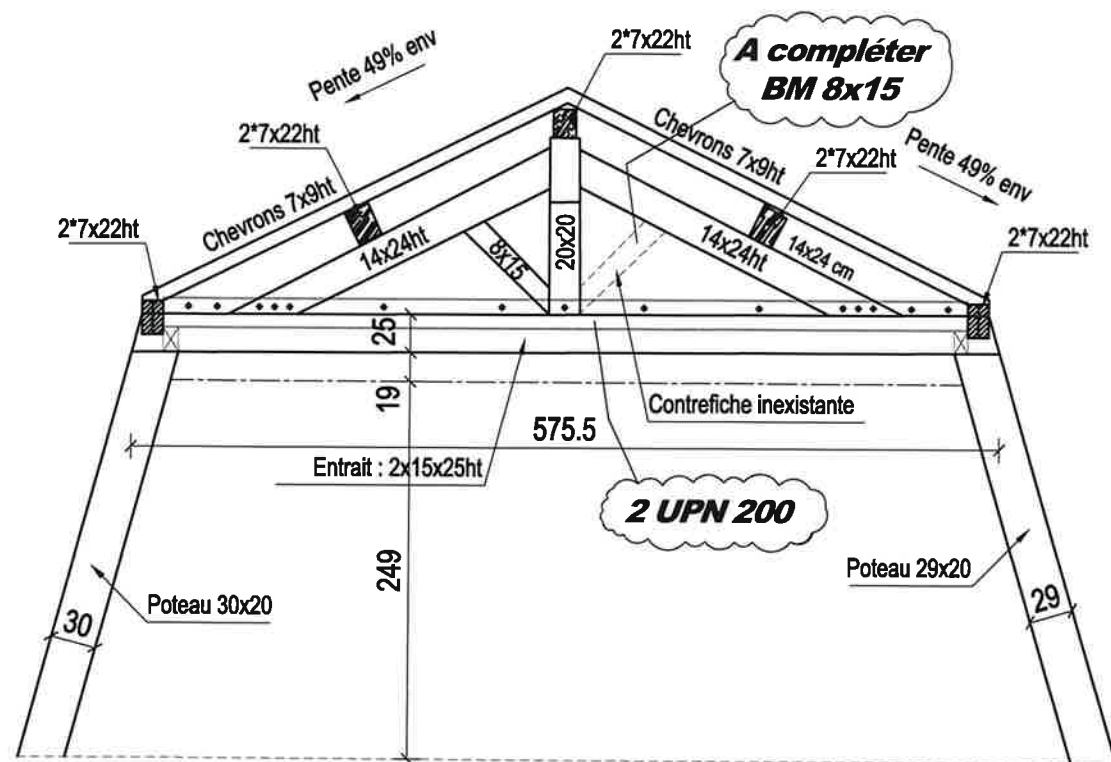 Pente 49% env
2*7x22ht
A compléter
BM 8x15
2*7x22ht
Chevrons 7x9ht
Chevrons 7x9ht
2*7x22ht
Pente 49% env
2*7x22ht
14x24ht
8x15
20x20
14x24ht
14x24 cm
2*7x22ht
25
19
Contrefiche inexistante
575.5
Entrait : 2x15x25ht
2 UPN 200
249
Poteau 30x20
Poteau 29x20
30
29